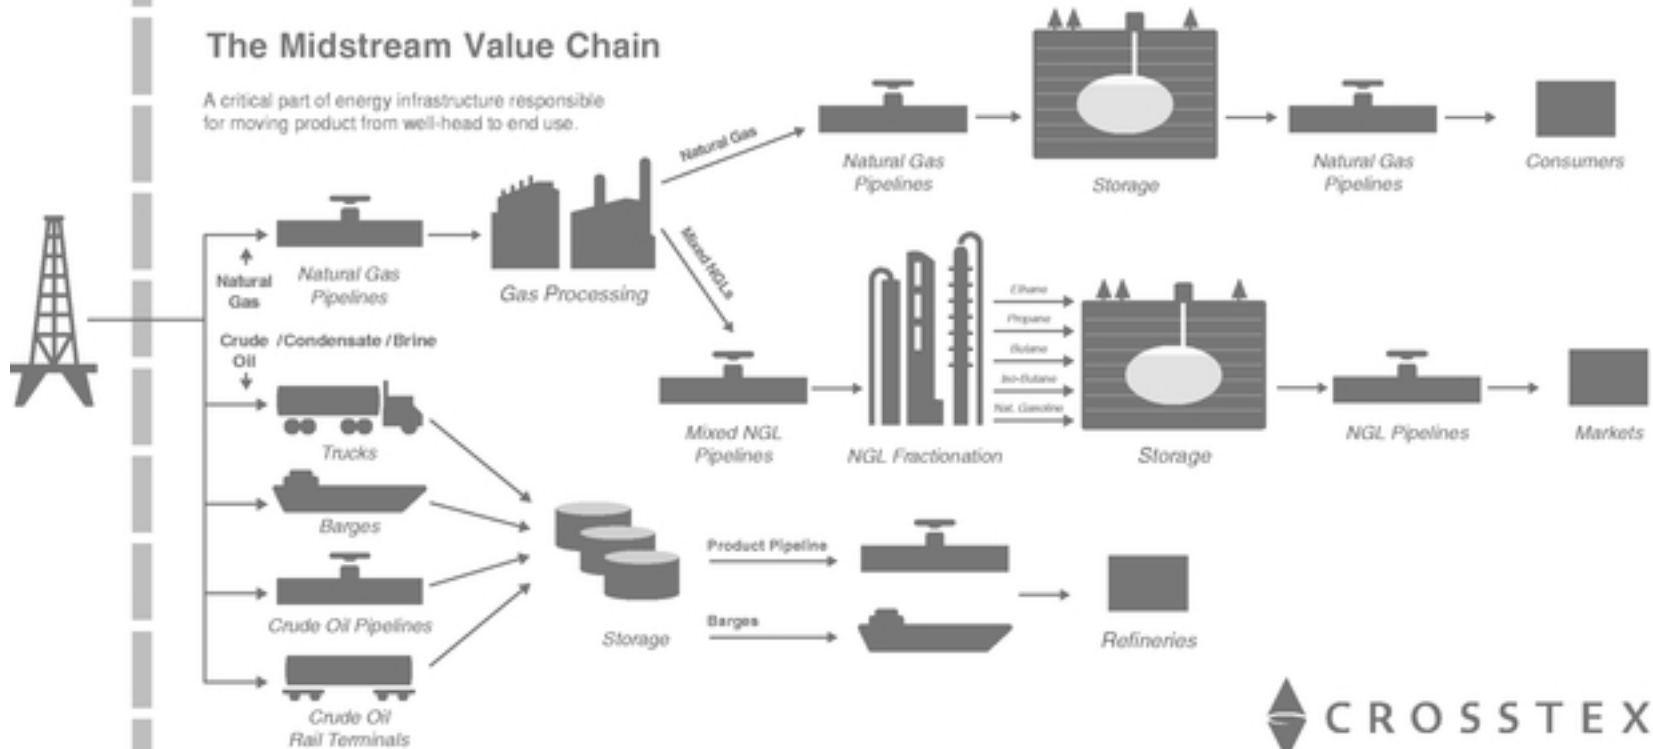 The Midstream Value Chain
A critical part of energy infrastructure responsible
for moving product from well-head to end use.
Natural Gas
Natural Gas
Pipelines
Storage
Natural Gas
Pipelines
Consumers
Natural
Gas
Natural Gas
Pipelines
Gas Processing
Mixed NGLs
Crude /Condensate /Brine
Oil
Mixed NGL
Pipelines
NGL Fractionation
Ethane
Propane
Butane
Iso-Butane
Nat. Gasoline
Storage
NGL Pipelines
Markets
Trucks
Barges
Crude Oil Pipelines
Crude Oil
Rail Terminals
Storage
Product Pipeline
Barges
Refineries
CROSSTEX